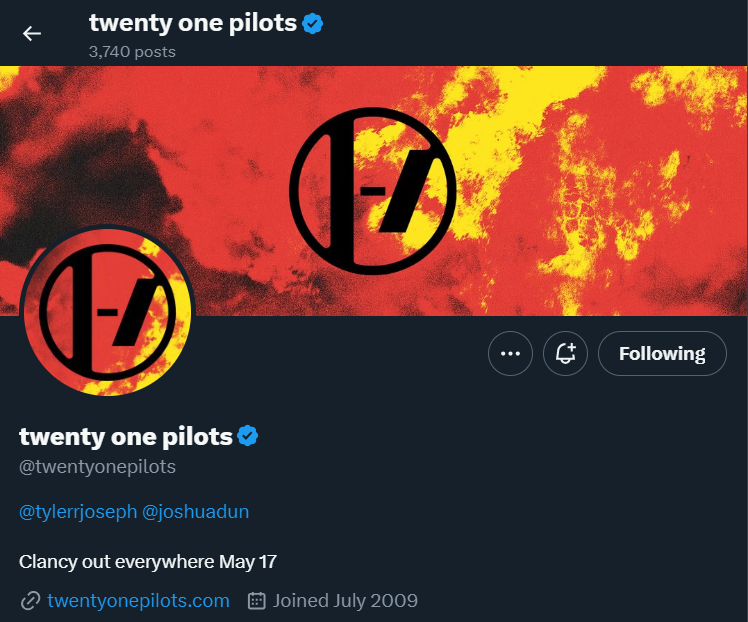 twenty one pilots
3,740 posts
Following
twenty one pilots
@twentyonepilots
@tylerrjoseph @joshuadun
Clancy out everywhere May 17
twentyonepilots.com Joined July 2009